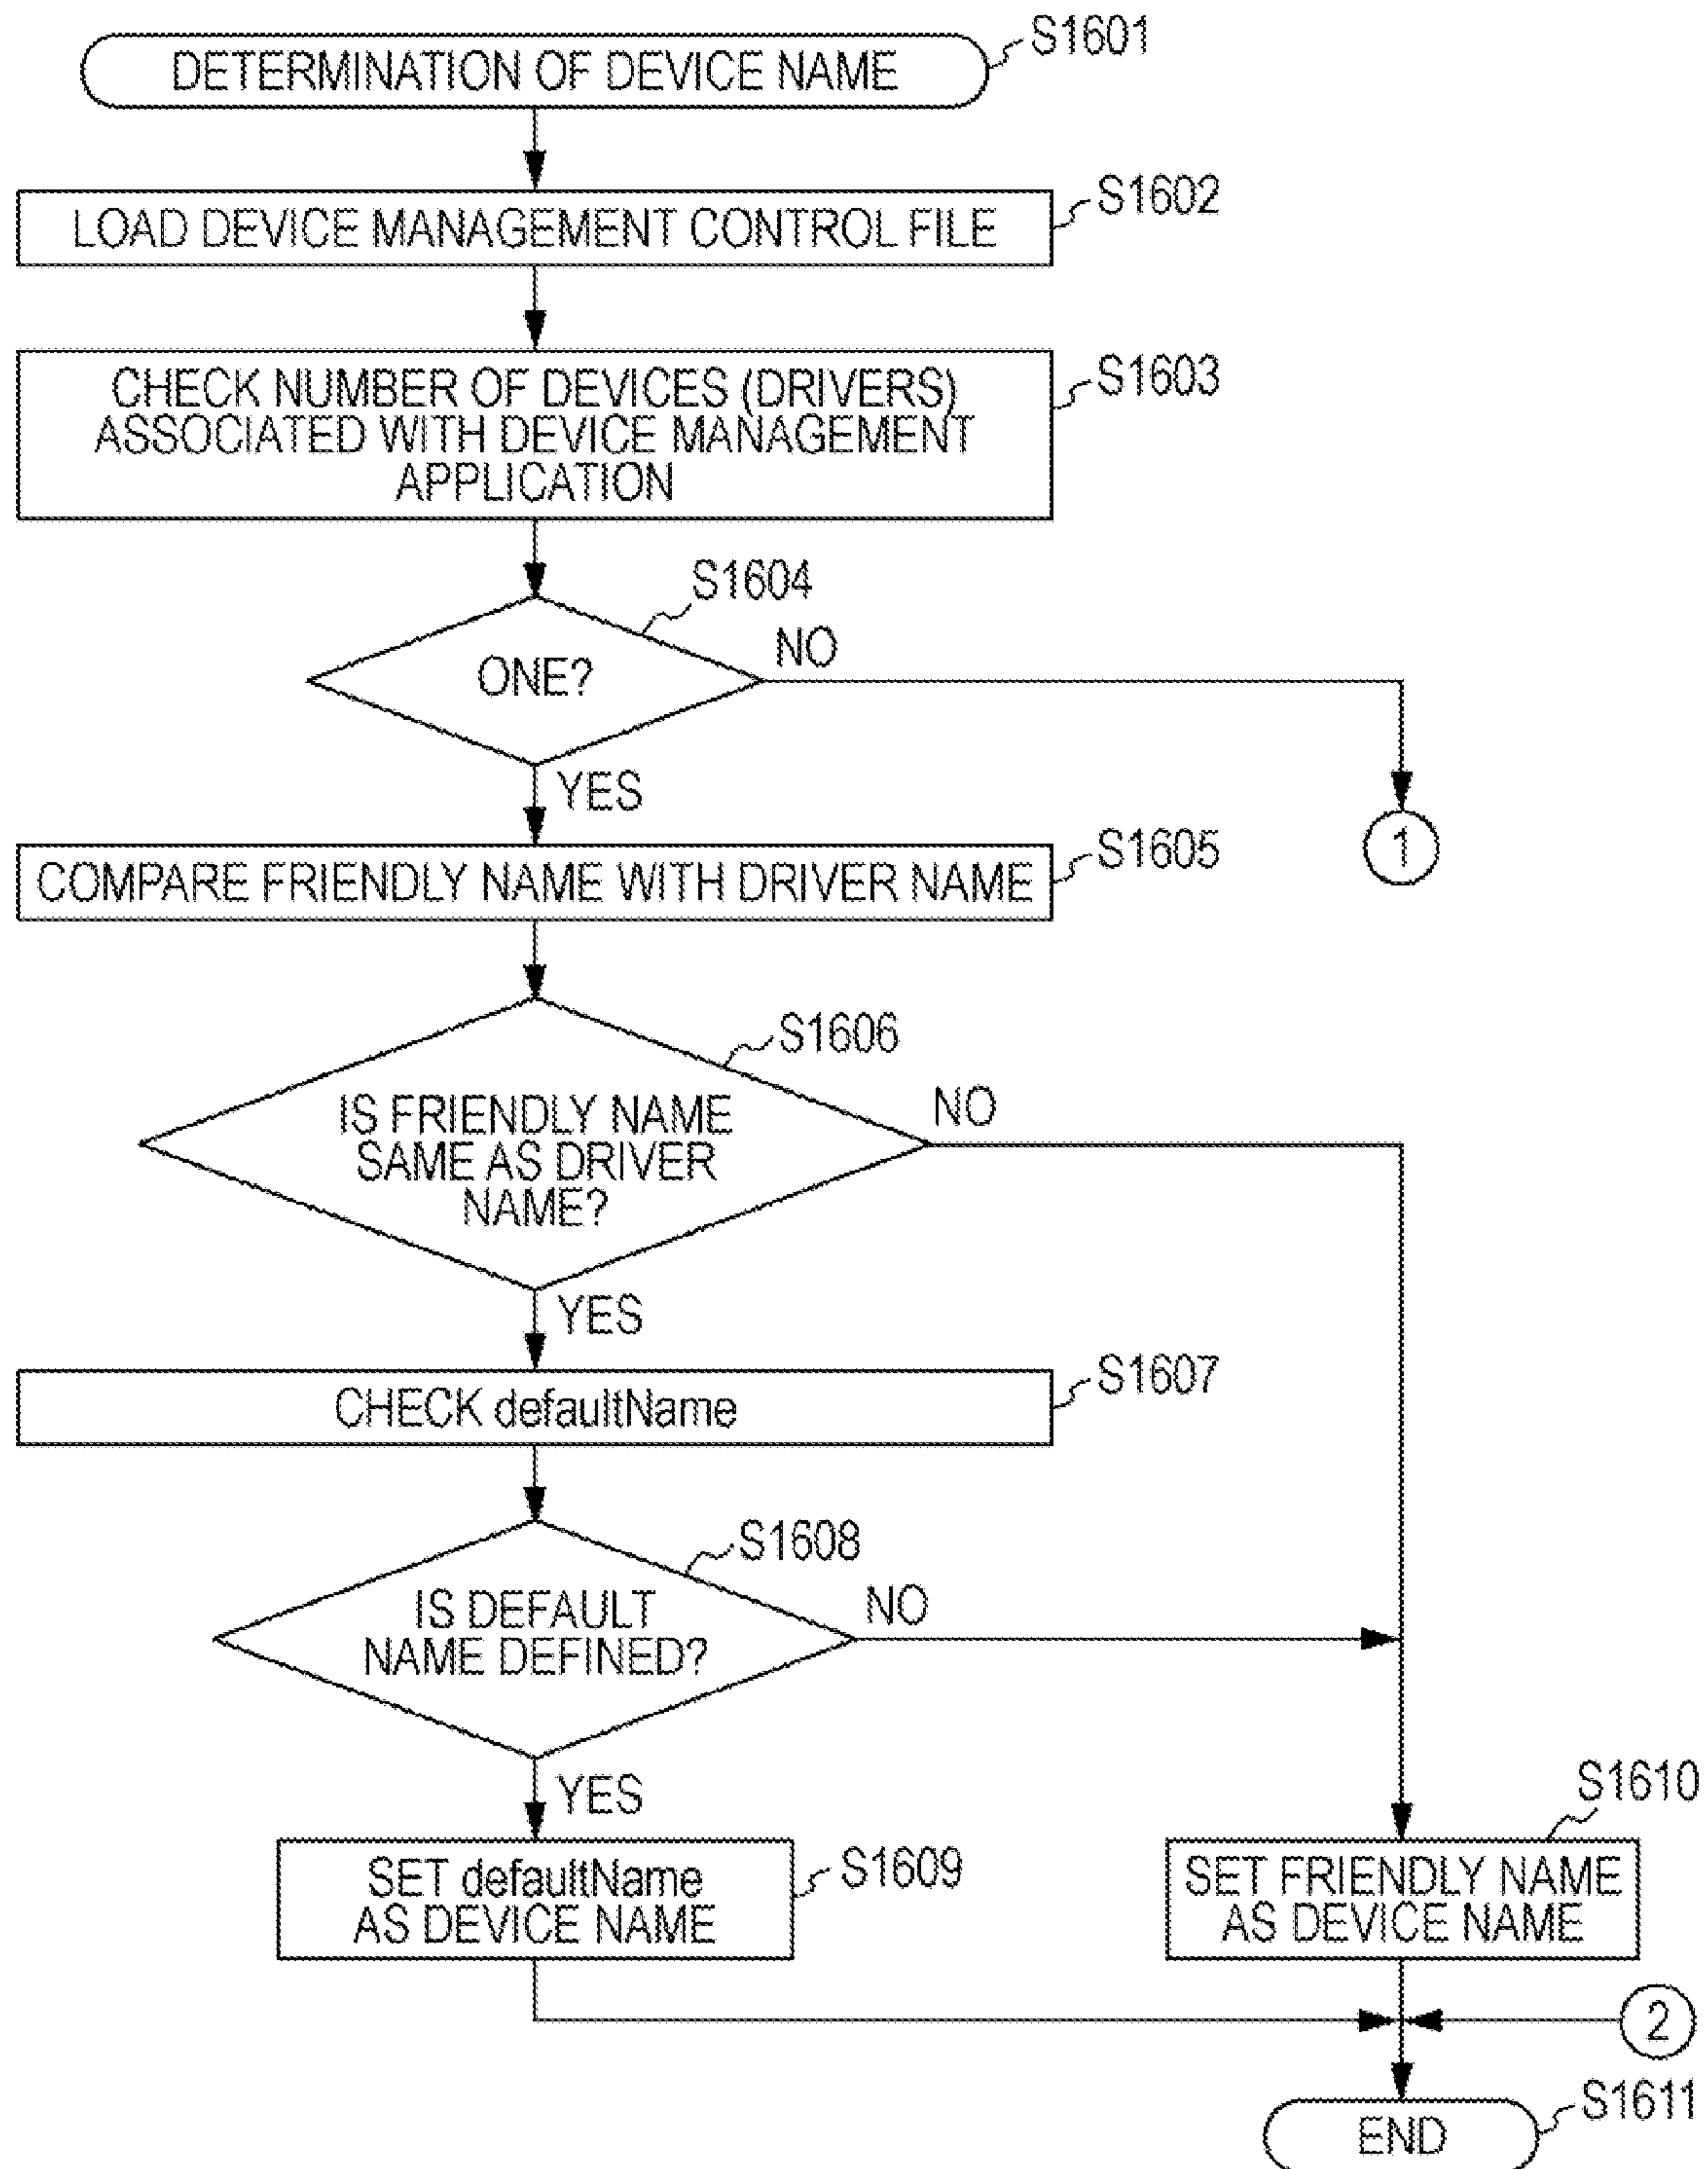 DETERMINATION OF DEVICE NAME
S1601
LOAD DEVICE MANAGEMENT CONTROL FILE
S1602
CHECK NUMBER OF DEVICES (DRIVERS)
ASSOCIATED WITH DEVICE MANAGEMENT
APPLICATION
S1603
S1604
ONE?
NO
YES
1
COMPARE FRIENDLY NAME WITH DRIVER NAME
S1605
S1606
IS FRIENDLY NAME
SAME AS DRIVER
NAME?
NO
YES
CHECK defaultName
S1607
S1608
IS DEFAULT
NAME DEFINED?
NO
YES
SET defaultName
AS DEVICE NAME
S1609
S1610
SET FRIENDLY NAME
AS DEVICE NAME
2
END
S1611